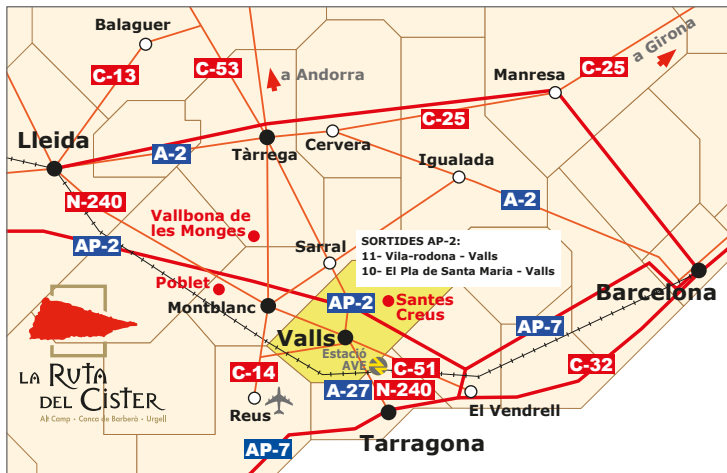 Balaguer
C-13
C-53
a Andorra
Manresa
C-25
a Girona
C-25
Lleida
A-2
Tàrrega
Cervera
Igualada
A-2
N-240
Vallbona de
les Monges
AP-2
Sarral
SORTIDES AP-2:
11- Vila-rodona - Valls
10- El Pla de Santa Maria - Valls
Poblet
Montblanc
AP-2
Santes
Creus
Barcelona
AP-7
Valls
Estació
AVE
C-51
C-32
LA RUTA
DEL CISTER
Alt Camp - Conca de Barberà - Urgell
C-14
Reus
A-27
N-240
El Vendrell
Tarragona
AP-7